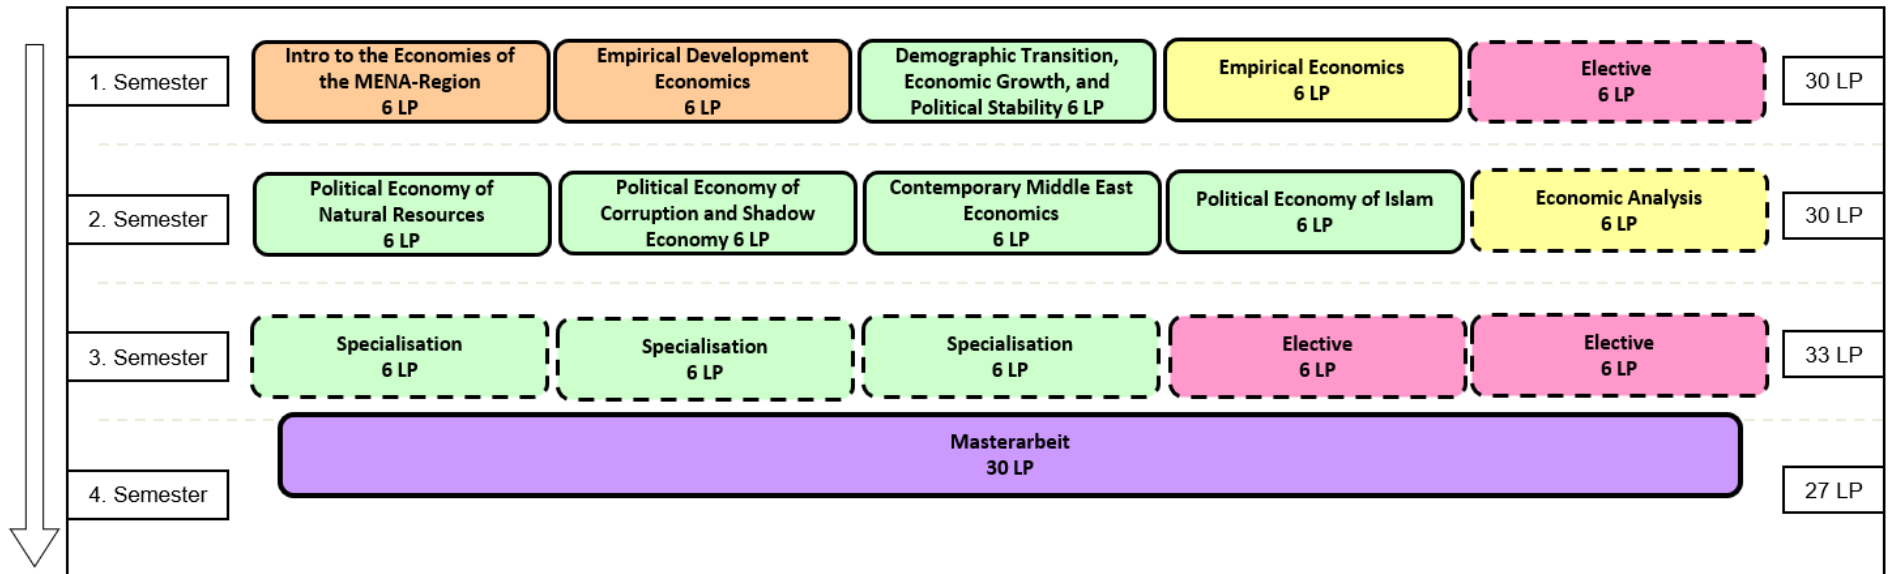 1. Semester
Intro to the Economies of
the MENA-Region
6 LP
Empirical Development
Economics
6 LP
Demographic Transition,
Economic Growth, and
Political Stability 6 LP
Empirical Economics
6 LP
Elective
6 LP
30 LP
2. Semester
Political Economy of
Natural Resources
6 LP
Political Economy of
Corruption and Shadow
Economy 6 LP
Contemporary Middle East
Economics
6 LP
Political Economy of Islam
6 LP
Economic Analysis
6 LP
30 LP
3. Semester
Specialisation
6 LP
Specialisation
6 LP
Specialisation
6 LP
Elective
6 LP
Elective
6 LP
33 LP
4. Semester
Masterarbeit
30 LP
27 LP